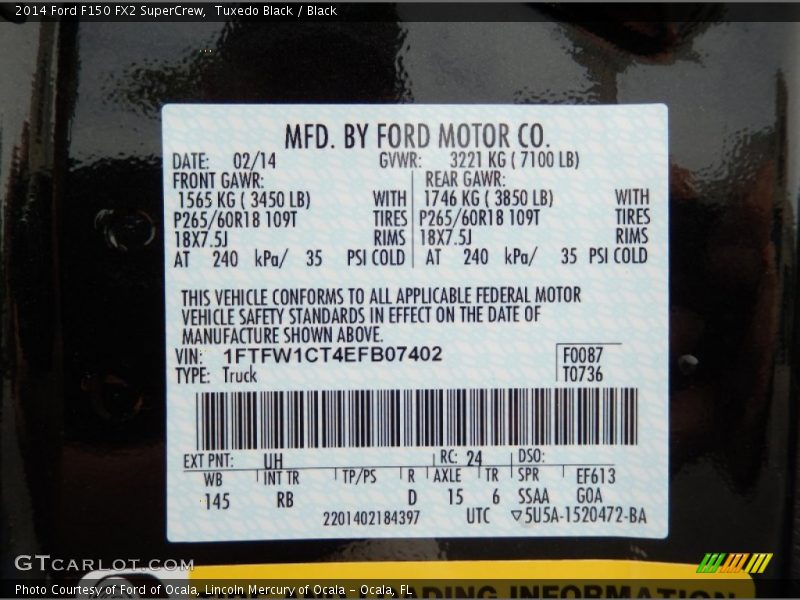 2014 Ford F150 FX2 SuperCrew,  Tuxedo Black / Black
MFD. BY FORD MOTOR CO.
DATE: 02/14 GVWR: 3221 KG ( 7100 LB)
FRONT GAWR: REAR GAWR:
1565 KG ( 3450 LB) WITH 1746 KG ( 3850 LB) WITH
P265/60R18 109T TIRES P265/60R18 109T TIRES
18X7.5J RIMS 18X7.5J RIMS
AT 240 kPa/ 35 PSI COLD AT 240 kPa/ 35 PSI COLD
THIS VEHICLE CONFORMS TO ALL APPLICABLE FEDERAL MOTOR
VEHICLE SAFETY STANDARDS IN EFFECT ON THE DATE OF
MANUFACTURE SHOWN ABOVE.
VIN: 1FTFW1CT4EFB07402 F0087
TYPE: Truck T0736
EXT PNT: UH RC: 24 DSO:
WB INT TR TP/PS R AXLE TR SPR EF613
145 RB D 15 6 SSAA GOA
2201402184397 UTC ▽5U5A-1520472-BA
GTcarlot.com
Photo Courtesy of Ford of Ocala, Lincoln Mercury of Ocala – Ocala, FL